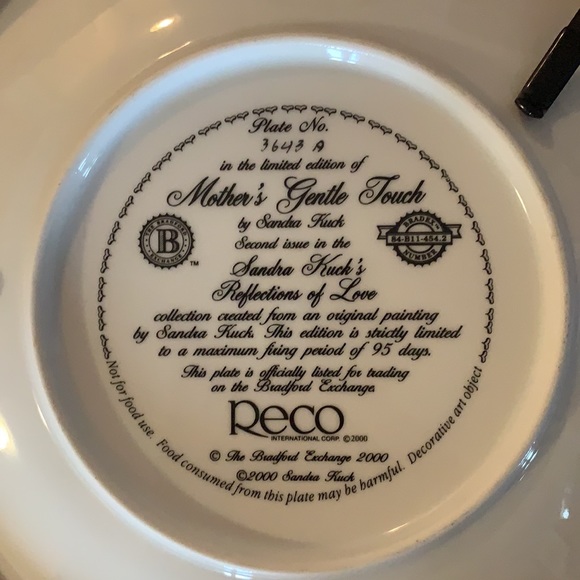 Plate No.
3643 A
in the limited edition of
Mother's Gentle Touch
by Sandra Kuck
Second issue in the
Sandra Kuck's
Reflections of Love
collection created from an original painting
by Sandra Kuck. This edition is strictly limited
to a maximum firing period of 95 days.
This plate is officially listed for trading
on the Bradford Exchange.
THE BRADFORD
B
EXCHANGE
TM
BRADEX
84-B11-454.2
NUMBER
Reco
INTERNATIONAL CORP. ©2000
© The Bradford Exchange 2000
©2000 Sandra Kuck
Not for food use. Food consumed from this plate may be harmful. Decorative art object